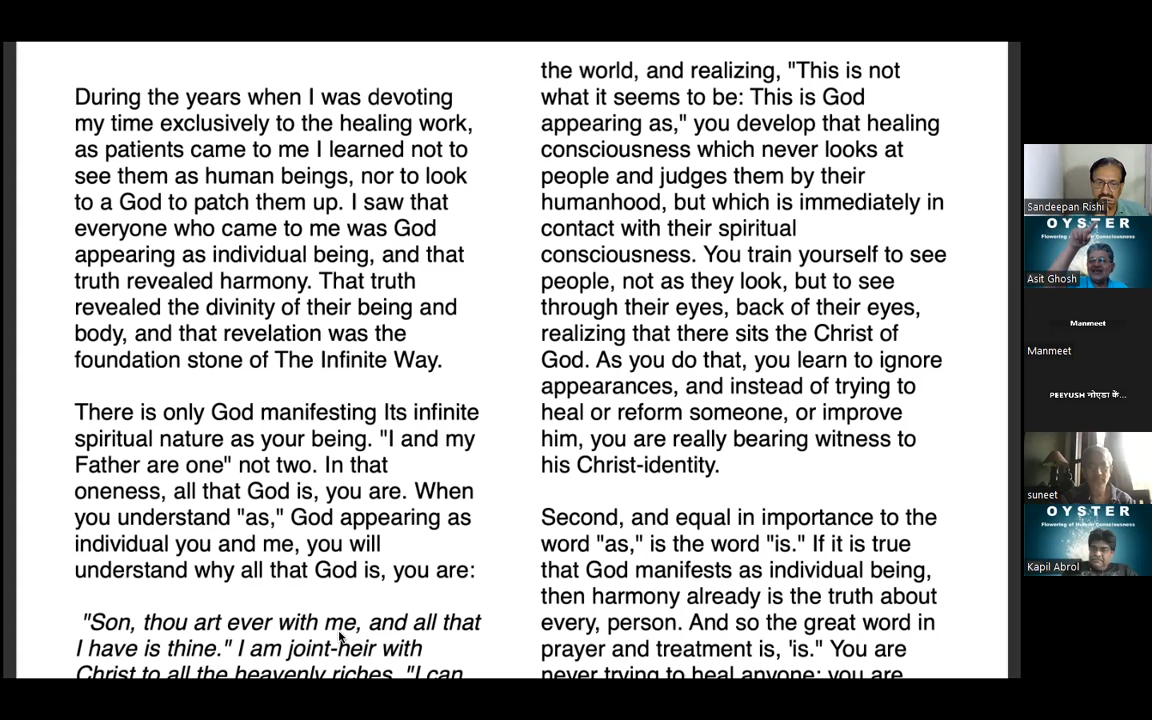 During the years when I was devoting
my time exclusively to the healing work,
as patients came to me I learned not to
see them as human beings, nor to look
to a God to patch them up. I saw that
everyone who came to me was God
appearing as individual being, and that
truth revealed harmony. That truth
revealed the divinity of their being and
body, and that revelation was the
foundation stone of The Infinite Way.
There is only God manifesting Its infinite
spiritual nature as your being. "I and my
Father are one" not two. In that
oneness, all that God is, you are. When
you understand "as," God appearing as
individual you and me, you will
understand why all that God is, you are:
"Son, thou art ever with me, and all that
I have is thine." I am joint-heir with
Christ to all the heavenly riches. "I can
the world, and realizing, "This is not
what it seems to be: This is God
appearing as," you develop that healing
consciousness which never looks at
people and judges them by their
humanhood, but which is immediately in
contact with their spiritual
consciousness. You train yourself to see
people, not as they look, but to see
through their eyes, back of their eyes,
realizing that there sits the Christ of
God. As you do that, you learn to ignore
appearances, and instead of trying to
heal or reform someone, or improve
him, you are really bearing witness to
his Christ-identity.
Second, and equal in importance to the
word "as," is the word "is." If it is true
that God manifests as individual being,
then harmony already is the truth about
every, person. And so the great word in
prayer and treatment is, 'is." You are
never trying to heal anyone: you are
Sandeepan Rishi
OYSTER
Flowering of Human Consciousness
Asit Ghosh
Manmeet
Manmeet
PEEYUSH नोएडा कें...
suneet
OYSTER
Flowering of Human Consciousness
Kapil Abrol